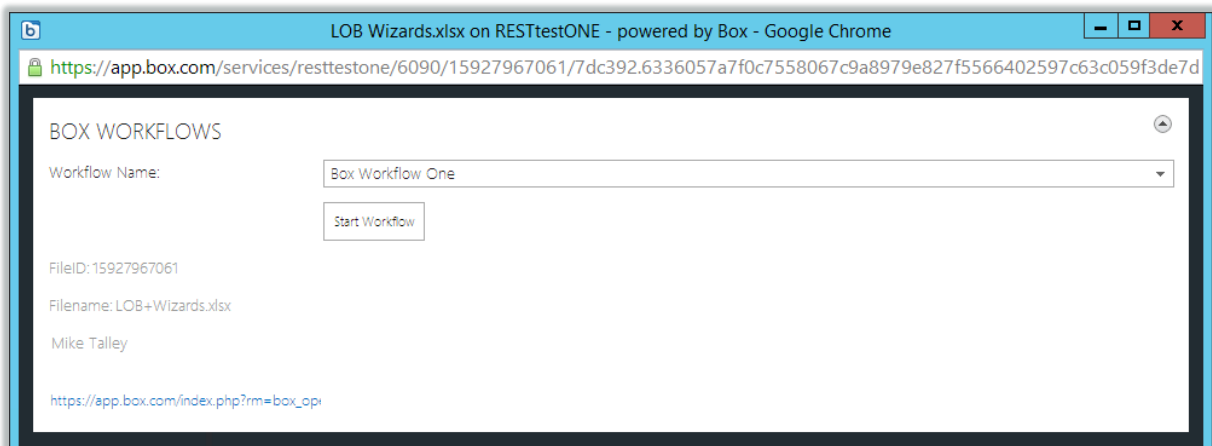 LOB Wizards.xlsx on RESTtestONE - powered by Box - Google Chrome
https://app.box.com/services/resttestone/6090/15927967061/7dc392.6336057a7f0c7558067c9a8979e827f5566402597c63c059f3de7d
BOX WORKFLOWS
Workflow Name: Box Workflow One
Start Workflow
FileID: 15927967061
Filename: LOB+Wizards.xlsx
Mike Talley
https://app.box.com/index.php?rm=box_ope